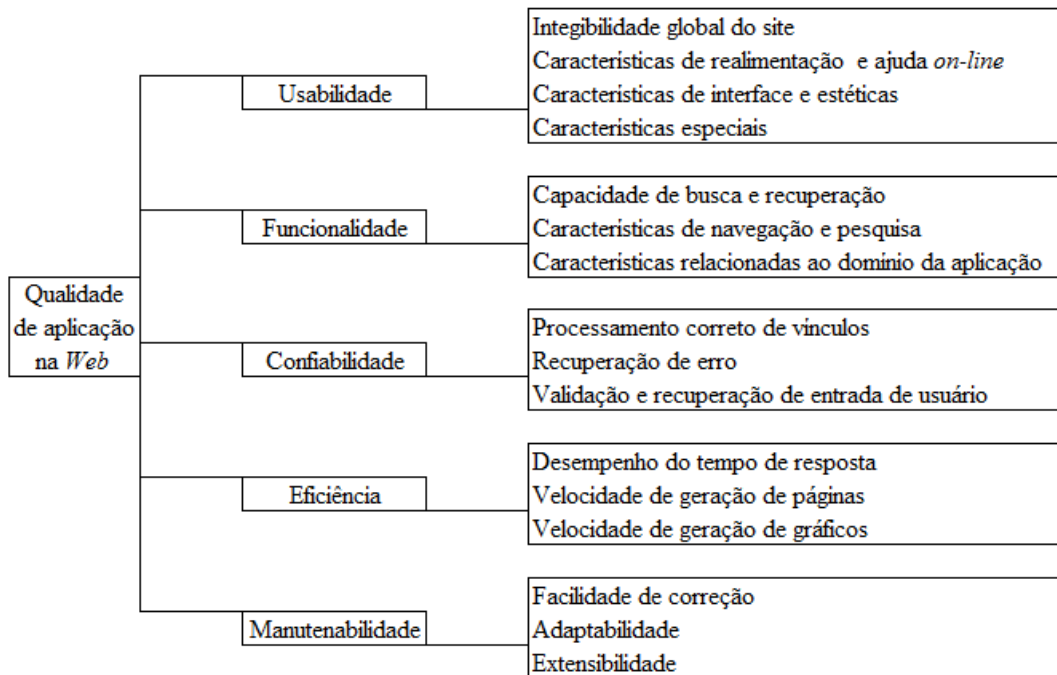 Qualidade
de aplicação
na Web
Usabilidade
Integibilidade global do site
Características de realimentação e ajuda on-line
Características de interface e estéticas
Características especiais
Funcionalidade
Capacidade de busca e recuperação
Características de navegação e pesquisa
Características relacionadas ao domínio da aplicação
Confiabilidade
Processamento correto de vínculos
Recuperação de erro
Validação e recuperação de entrada de usuário
Eficiência
Desempenho do tempo de resposta
Velocidade de geração de páginas
Velocidade de geração de gráficos
Manutenabilidade
Facilidade de correção
Adaptabilidade
Extensibilidade